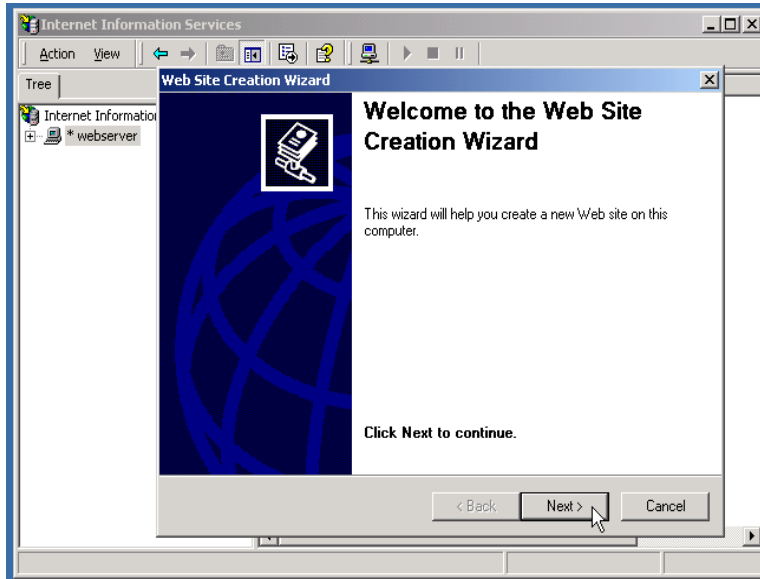 Internet Information Services
Action View
Tree
Web Site Creation Wizard
Internet Informatio
* webserver
Welcome to the Web Site
Creation Wizard
This wizard will help you create a new Web site on this
computer.
Click Next to continue.
< Back Next > Cancel